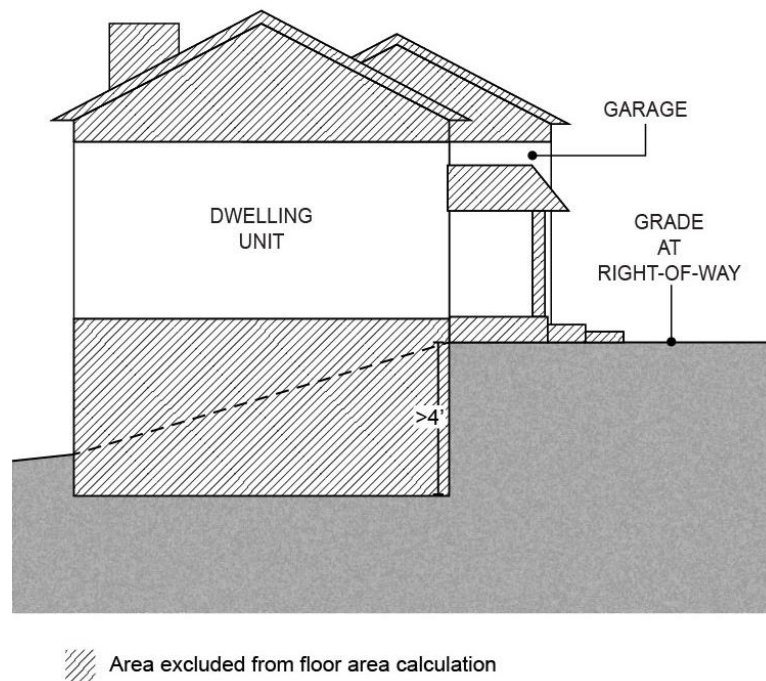 GARAGE
DWELLING
UNIT
GRADE
AT
RIGHT-OF-WAY
>4'
Area excluded from floor area calculation